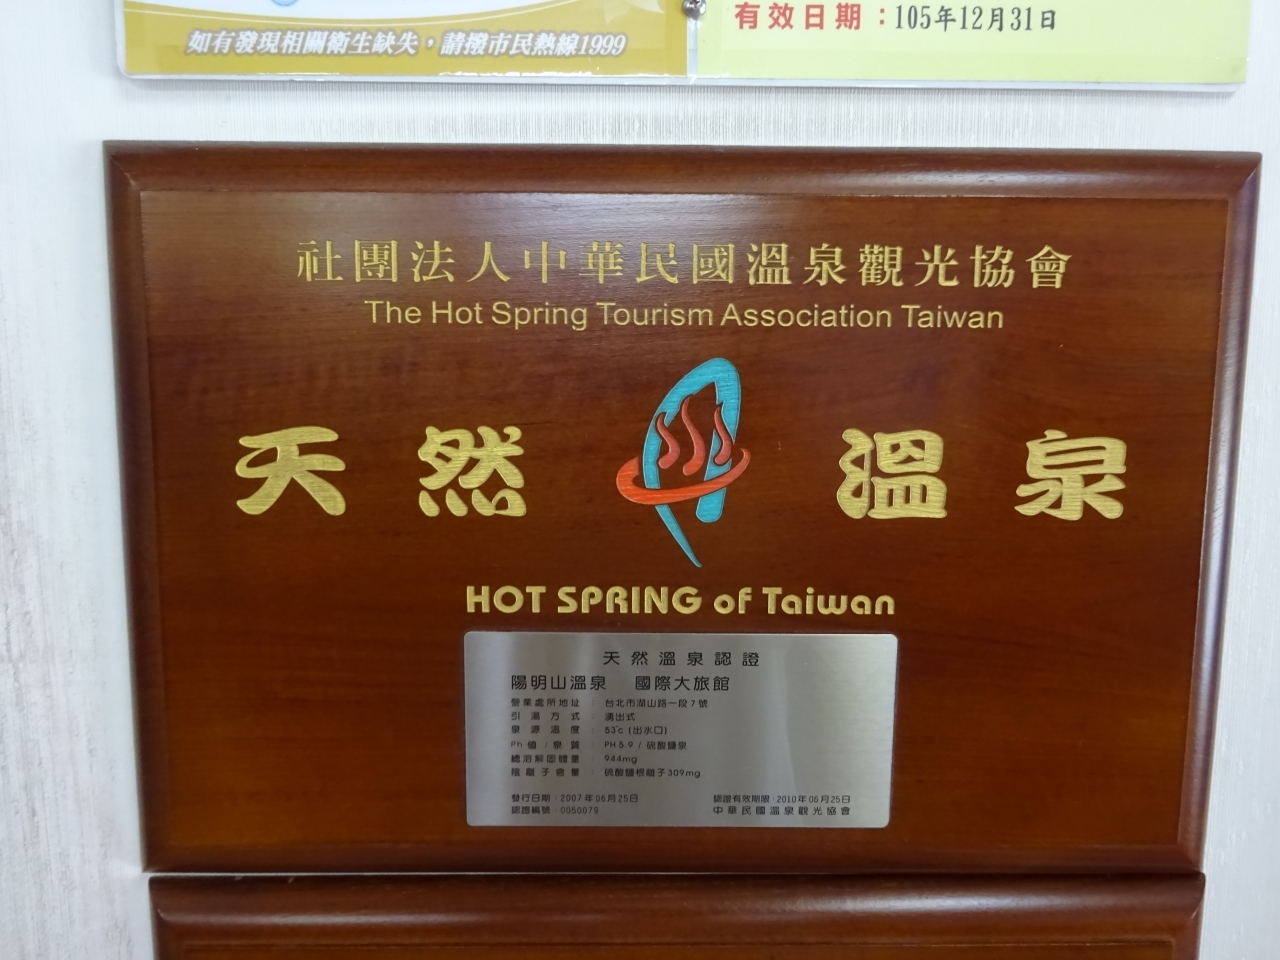 如有發現相關衛生缺失，請撥市民熱線1999
有效日期：105年12月31日
社團法人中華民國溫泉觀光協會
The Hot Spring Tourism Association Taiwan
天然溫泉
HOT SPRING of Taiwan
天然溫泉認證
陽明山溫泉 國際大旅館
營業處所地址：台北市湖山路一段7號
引湯方式：湧出式
泉源溫度：53℃(出水口)
Ph值/泉質：PH5.9/硫酸鹽泉
總溶解固體量：944mg
陰離子含量：硫酸鹽根離子309mg
發行日期：2007年06月25日 認證有效期限：2010年06月25日
認證編號：0050079 中華民國溫泉觀光協會